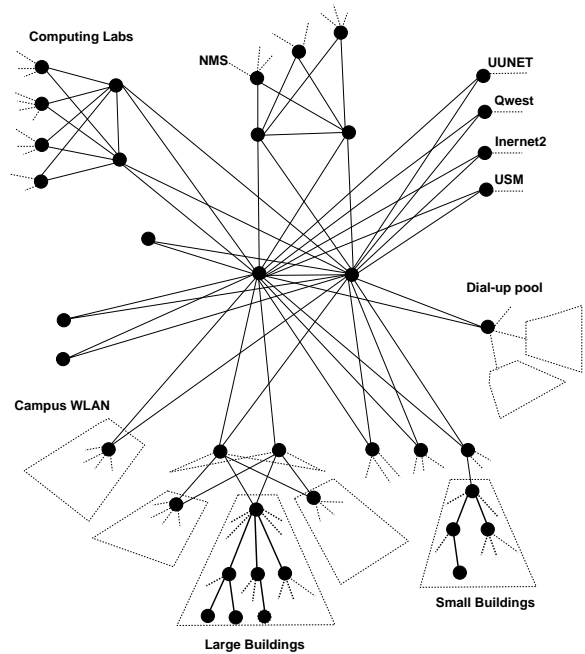 Computing Labs
NMS
UUNET
Qwest
Inernet2
USM
Dial-up pool
Campus WLAN
Small Buildings
Large Buildings